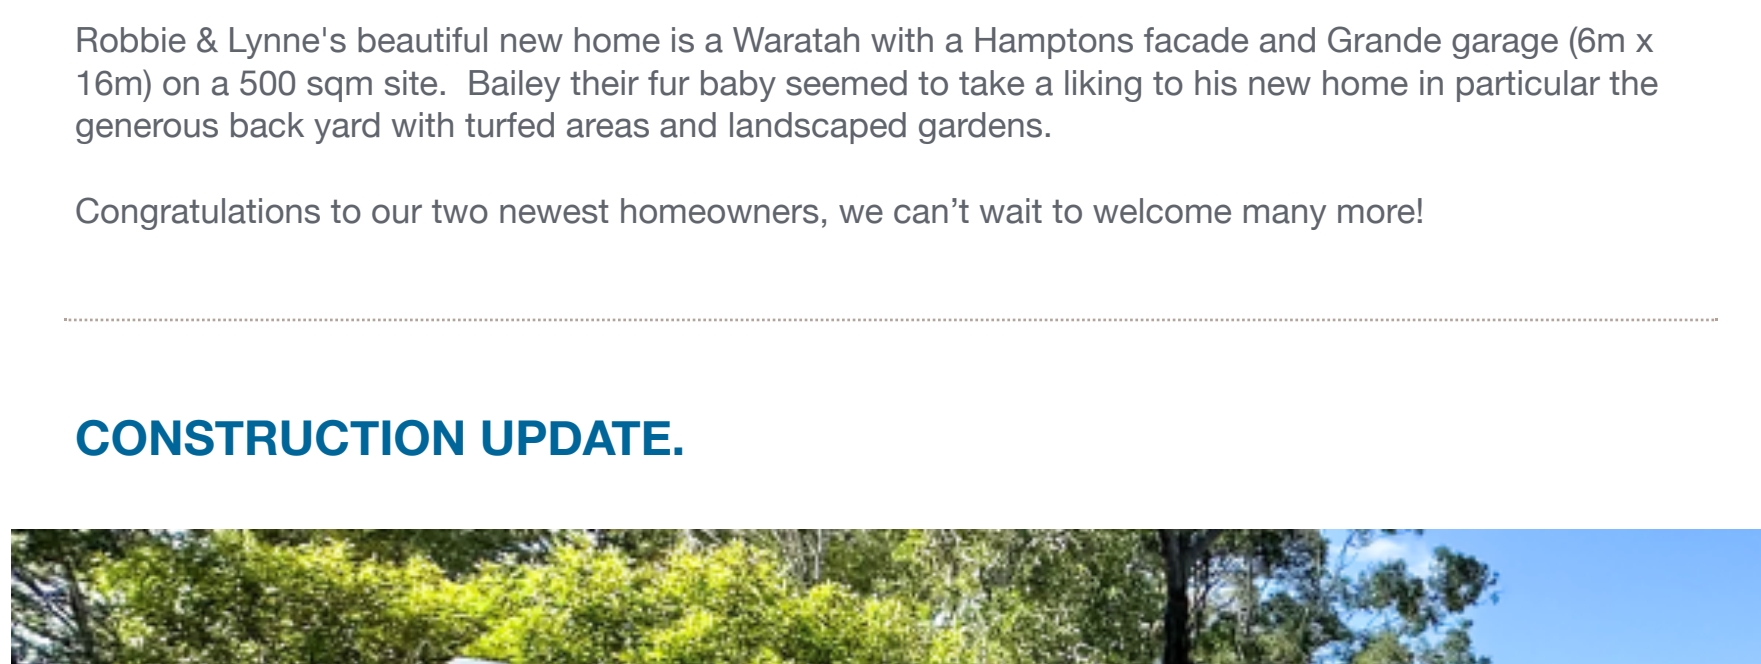 Robbie & Lynne's beautiful new home is a Waratah with a Hamptons facade and Grande garage (6m x
16m) on a 500 sqm site.  Bailey their fur baby seemed to take a liking to his new home in particular the
generous back yard with turfed areas and landscaped gardens.
Congratulations to our two newest homeowners, we can’t wait to welcome many more!
CONSTRUCTION UPDATE.